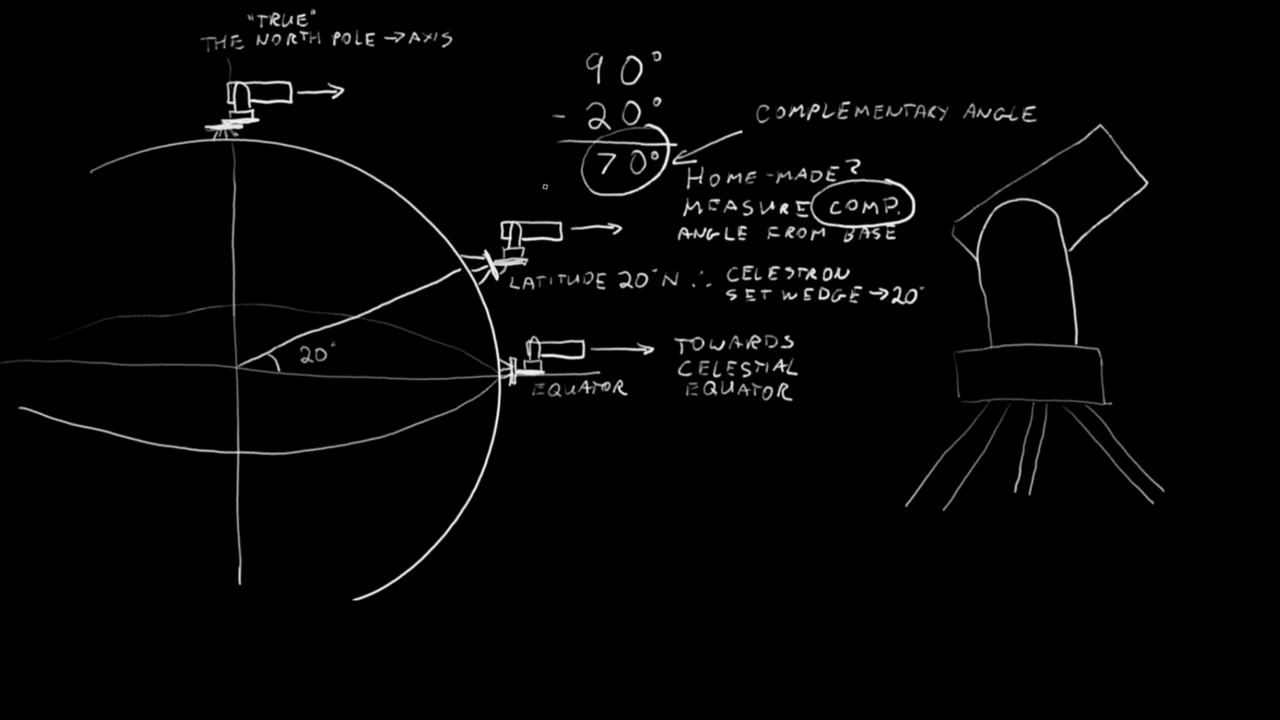 "TRUE"
THE NORTH POLE → AXIS
90°
- 20°
70°
COMPLEMENTARY ANGLE
HOME-MADE?
MEASURE COMP.
ANGLE FROM BASE
LATITUDE 20°N ∴ CELESTRON
SET WEDGE → 20°
20°
TOWARDS
CELESTIAL
EQUATOR
EQUATOR